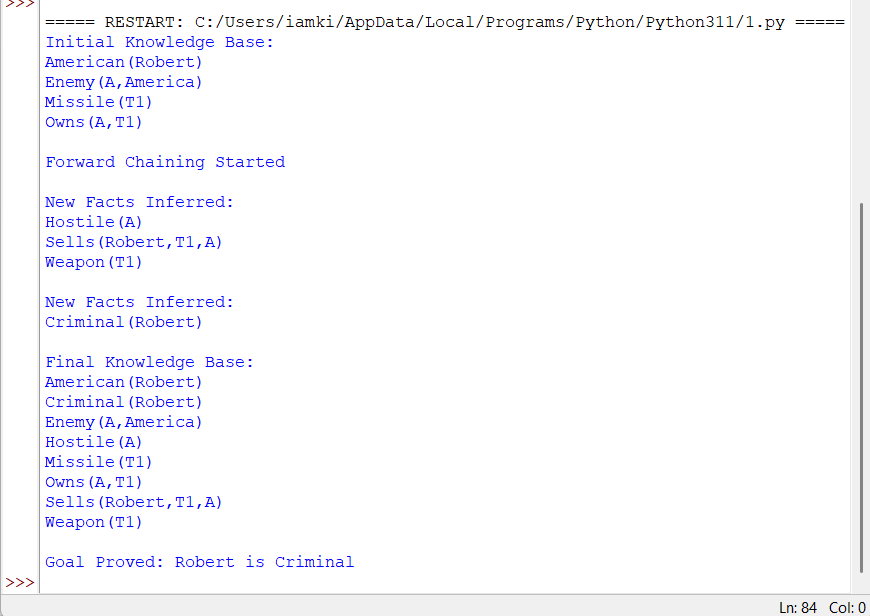 >>>
===== RESTART: C:/Users/iamki/AppData/Local/Programs/Python/Python311/1.py =====
Initial Knowledge Base:
American(Robert)
Enemy(A,America)
Missile(T1)
Owns(A,T1)
Forward Chaining Started
New Facts Inferred:
Hostile(A)
Sells(Robert,T1,A)
Weapon(T1)
New Facts Inferred:
Criminal(Robert)
Final Knowledge Base:
American(Robert)
Criminal(Robert)
Enemy(A,America)
Hostile(A)
Missile(T1)
Owns(A,T1)
Sells(Robert,T1,A)
Weapon(T1)
Goal Proved: Robert is Criminal
>>>
Ln: 84 Col: 0